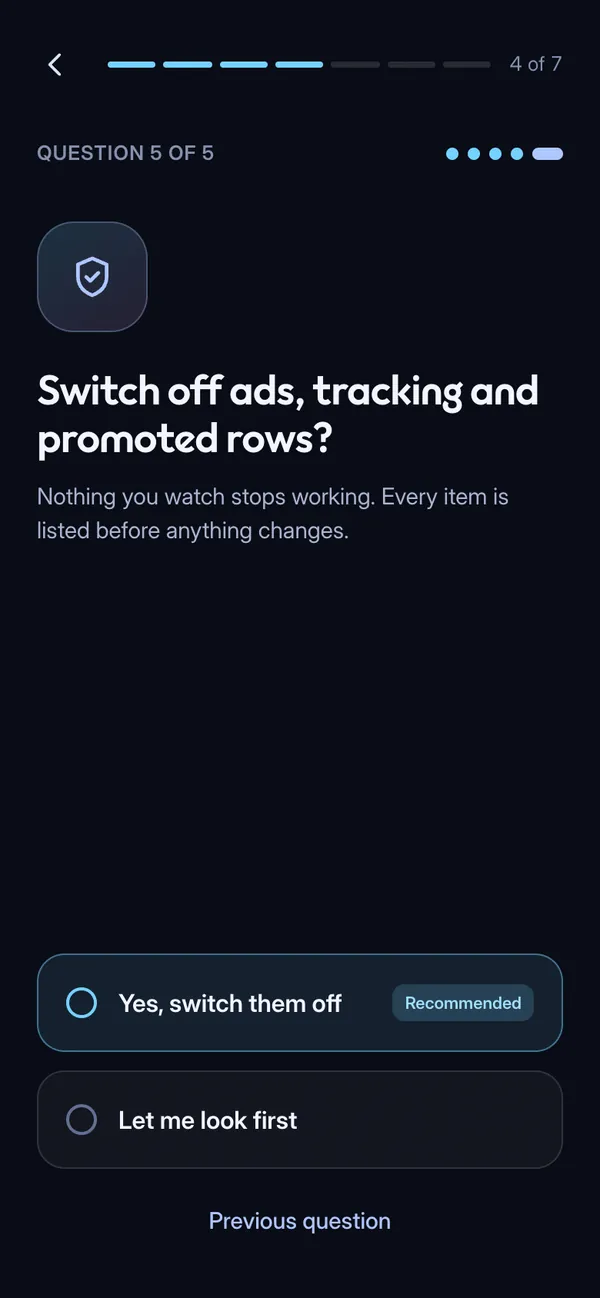 4 of 7
QUESTION 5 OF 5
Switch off ads, tracking and
promoted rows?
Nothing you watch stops working. Every item is
listed before anything changes.
Yes, switch them off
Recommended
Let me look first
Previous question